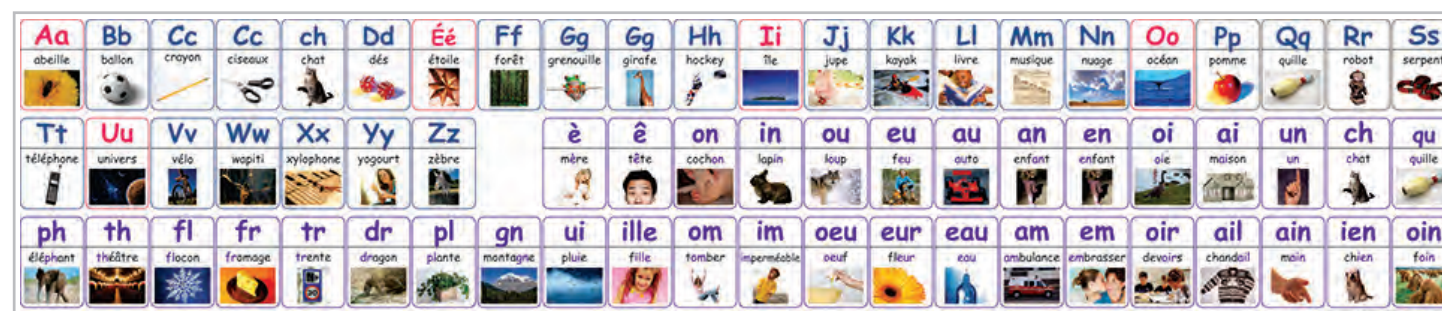 Aa Bb Cc Cc ch Dd Éé Ff Gg Gg Hh Ii Jj Kk Ll Mm Nn Oo Pp Qq Rr Ss
abeille ballon crayon ciseaux chat dés étoile forêt grenouille girafe hockey île jupe kayak livre musique nuage océan pomme quille robot serpent
Tt Uu Vv Ww Xx Yy Zz è ê on in ou eu au an en oi ai un ch qu
téléphone univers vélo wapiti xylophone yogourt zèbre mère tête cochon lapin loup feu auto enfant enfant oie maison un chat quille
ph th fl fr tr dr pl gn ui ille om im oeu eur eau am em oir ail ain ien oin
éléphant théâtre flocon fromage trente dragon plante montagne pluie fille tomber imperméable oeuf fleur eau ambulance embrasser devoirs chandail main chien foin